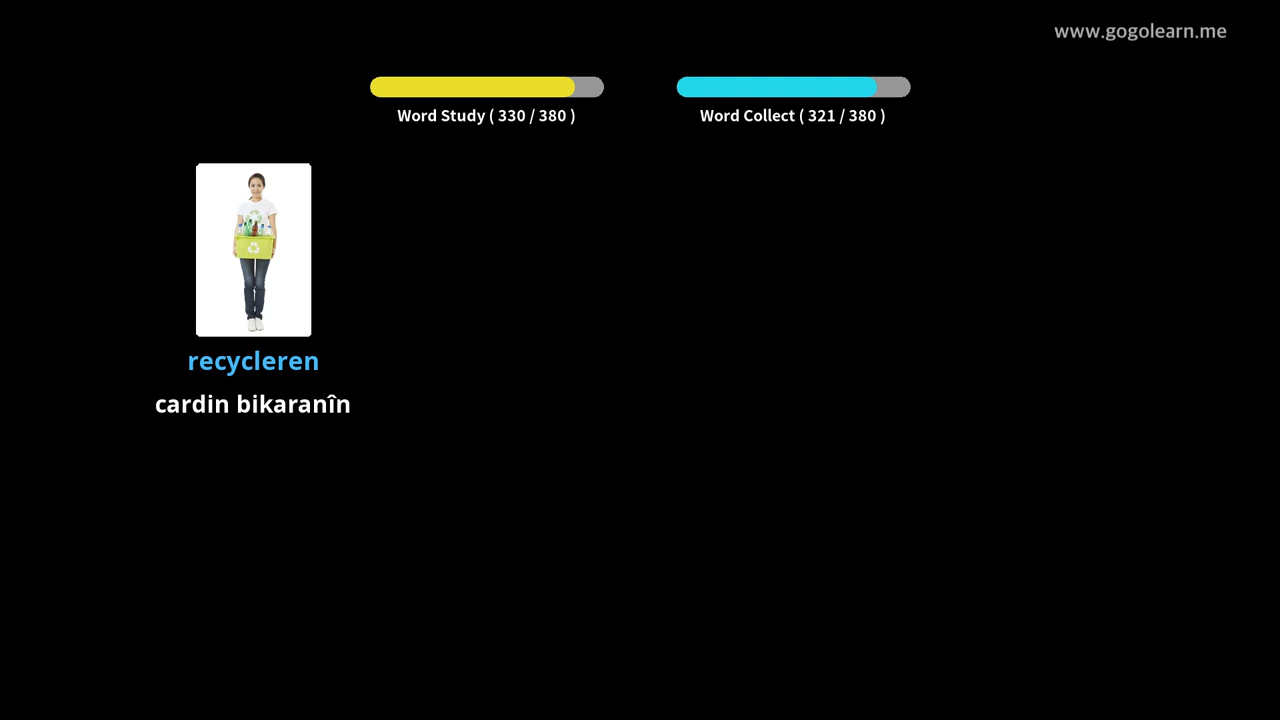 www.gogolearn.me
Word Study ( 330 / 380 )
Word Collect ( 321 / 380 )
recycleren
cardin bikaranîn